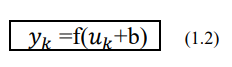 yₖ =f(uₖ+b) (1.2)